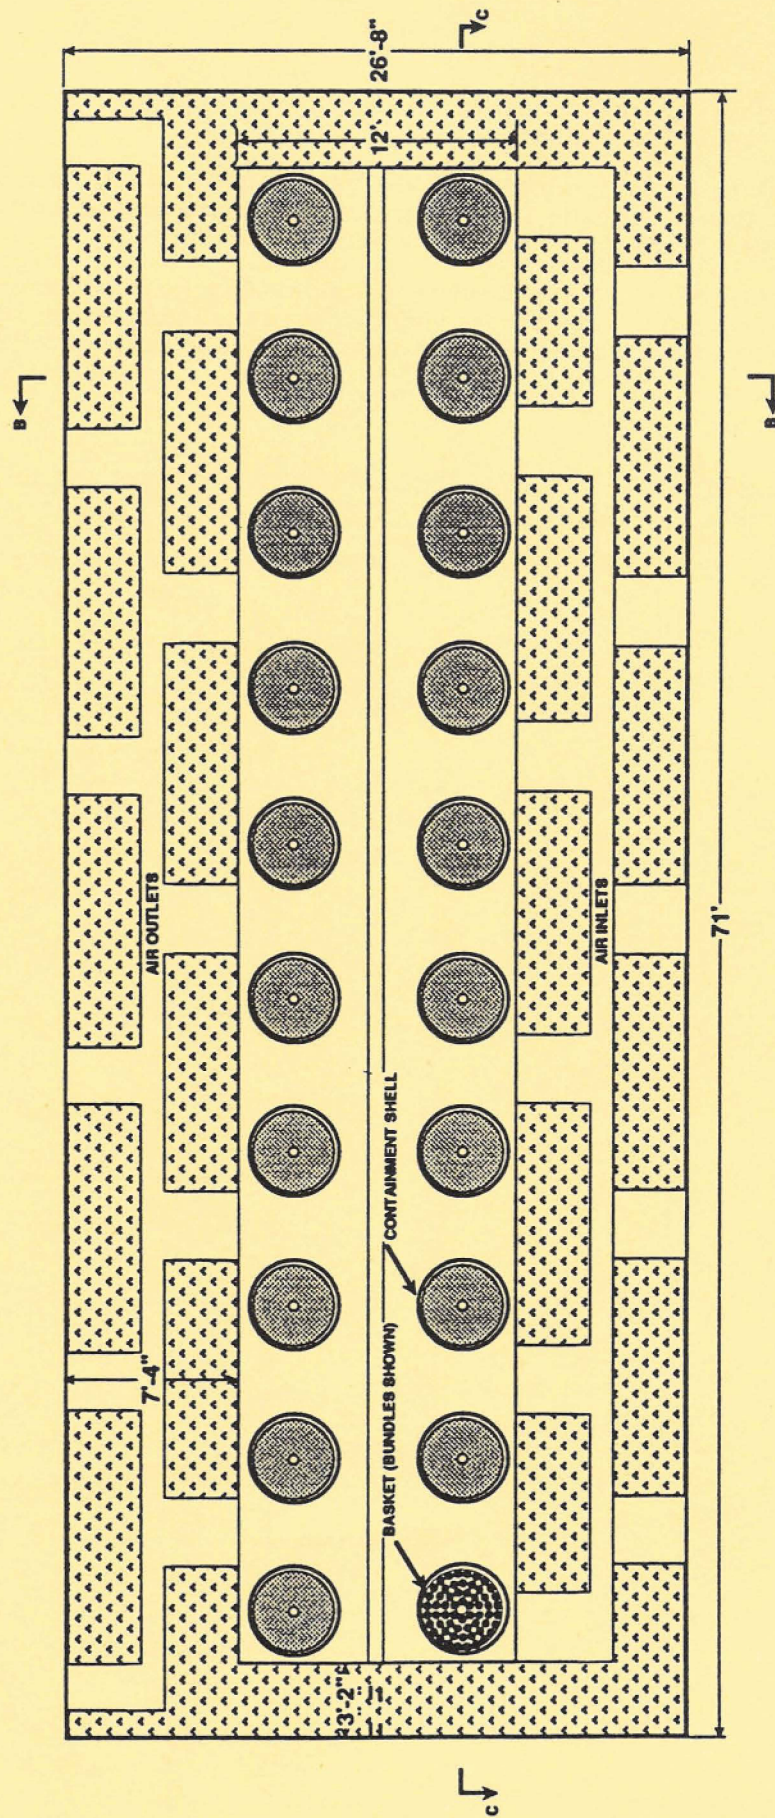 C
26'-8"
12'
B
B
AIR OUTLETS
AIR INLETS
71'
CONTAINMENT SHELL
7'-4"
BASKET (BUNDLES SHOWN)
3'-2"
C